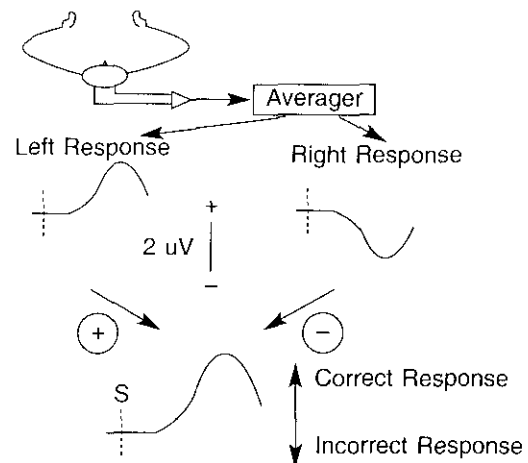 Averager
Left Response
Right Response
+
2 uV
−
+
−
S
Correct Response
Incorrect Response